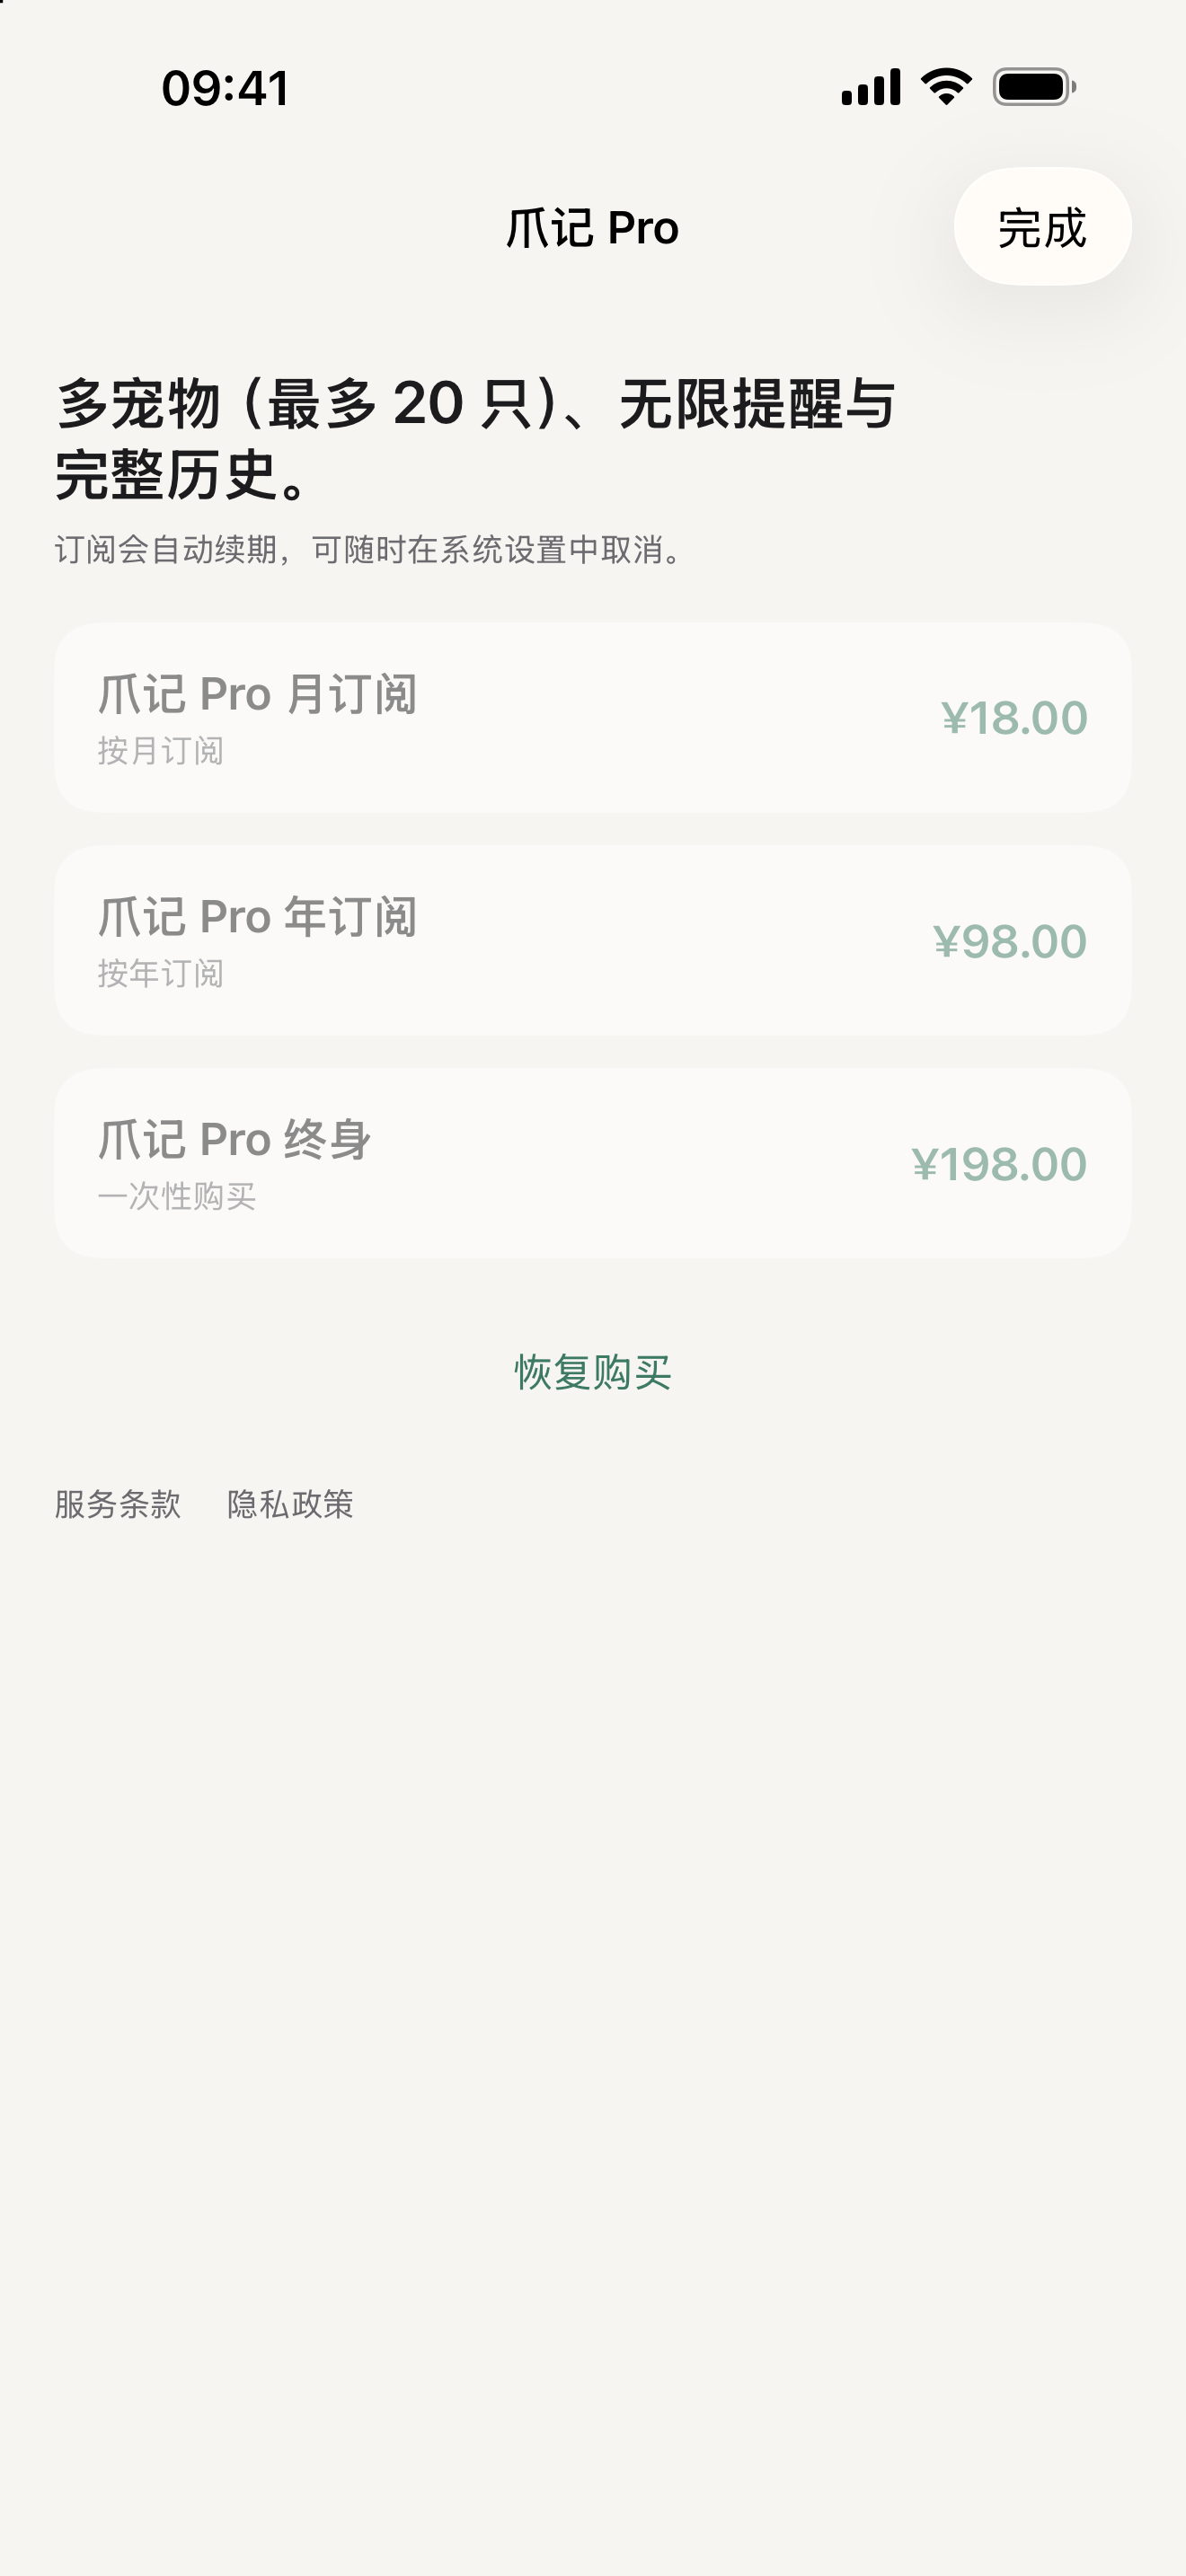 09:41
爪记 Pro
完成
多宠物（最多 20 只）、无限提醒与
完整历史。
订阅会自动续期，可随时在系统设置中取消。
爪记 Pro 月订阅
按月订阅
¥18.00
爪记 Pro 年订阅
按年订阅
¥98.00
爪记 Pro 终身
一次性购买
¥198.00
恢复购买
服务条款 隐私政策